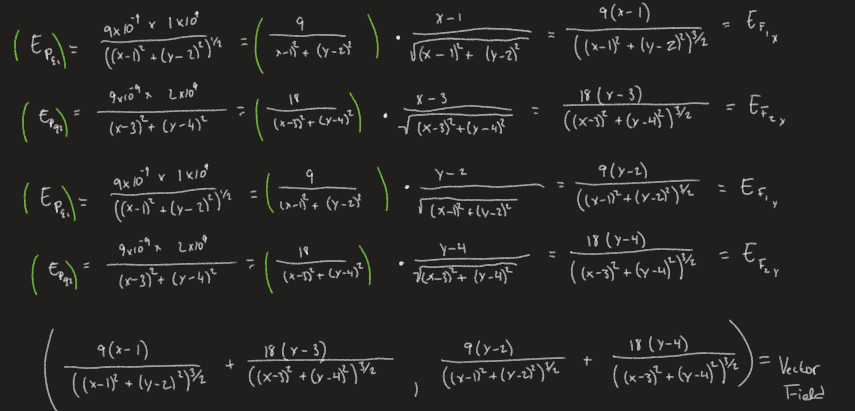 (E_{P_{q1}}) = 9x10^{-9} x 1x10^{9} / ((x-1)^2 + (y-2)^2)^{1/2} = (9 / (x-1)^2 + (y-2)^2) · x-1 / √((x-1)^2 + (y-2)^2) = 9(x-1) / ((x-1)^2 + (y-2)^2)^{3/2} = E_{F_{1x}}
(E_{P_{q2}}) = 9x10^{-9} x 2x10^{9} / (x-3)^2 + (y-4)^2 = (18 / (x-3)^2 + (y-4)^2) · x-3 / √((x-3)^2 + (y-4)^2) = 18(y-3) / ((x-3)^2 + (y-4)^2)^{3/2} = E_{F_{2x}}
(E_{P_{q1}}) = 9x10^{-9} x 1x10^{9} / ((x-1)^2 + (y-2)^2)^{1/2} = (9 / (x-1)^2 + (y-2)^2) · y-2 / √((x-1)^2 + (y-2)^2) = 9(y-2) / ((x-1)^2 + (y-2)^2)^{3/2} = E_{F_{1y}}
(E_{P_{q2}}) = 9x10^{-9} x 2x10^{9} / (x-3)^2 + (y-4)^2 = (18 / (x-3)^2 + (y-4)^2) · y-4 / √((x-3)^2 + (y-4)^2) = 18(y-4) / ((x-3)^2 + (y-4)^2)^{3/2} = E_{F_{2y}}
(9(x-1) / ((x-1)^2 + (y-2)^2)^{3/2} + 18(y-3) / ((x-3)^2 + (y-4)^2)^{3/2} , 9(y-2) / ((x-1)^2 + (y-2)^2)^{3/2} + 18(y-4) / ((x-3)^2 + (y-4)^2)^{3/2}) = Vector Field